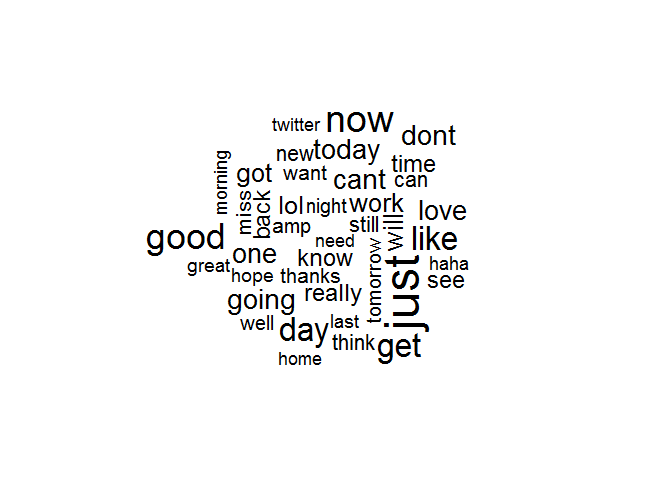 twitter now
dont
new today
time
morning got want cant can
miss back lol night work
love
amp still will
good need like
one know haha
great hope thanks tomorrow just see
going really
well day last
think get
home